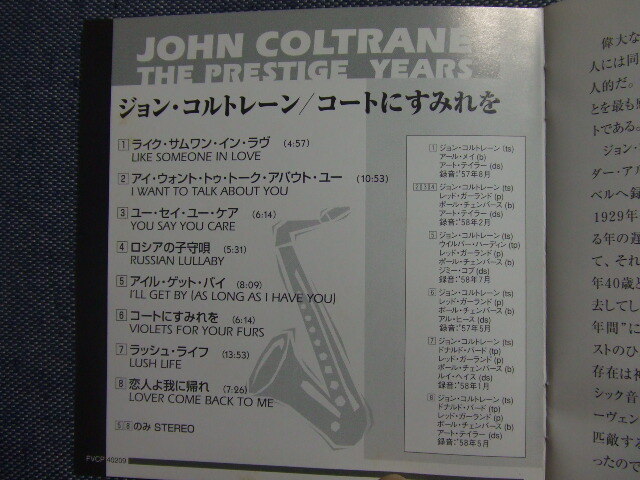 JOHN COLTRANE
THE PRESTIGE YEARS
ジョン・コルトレーン/コートにすみれを
1 ライク・サムワン・イン・ラヴ (4:57)
LIKE SOMEONE IN LOVE
2 アイ・ウォント・トゥ・トーク・アバウト・ユー (10:53)
I WANT TO TALK ABOUT YOU
3 ユー・セイ・ユー・ケア (6:14)
YOU SAY YOU CARE
4 ロシアの子守唄 (5:31)
RUSSIAN LULLABY
5 アイル・ゲット・バイ (8:09)
I'LL GET BY (AS LONG AS I HAVE YOU)
6 コートにすみれを (6:14)
VIOLETS FOR YOUR FURS
7 ラッシュ・ライフ (13:53)
LUSH LIFE
8 恋人よ我に帰れ (7:26)
LOVER COME BACK TO ME
5 8 のみ STEREO
1 ジョン・コルトレーン (ts)
アール・メイ (b)
アート・テイラー (ds)
録音:'57年8月
2 3 4 ジョン・コルトレーン (ts)
レッド・ガーランド (p)
ポール・チェンバース (b)
アート・テイラー (ds)
録音:'58年2月
5 ジョン・コルトレーン (ts)
ウイルバー・ハーディン (tp)
レッド・ガーランド (p)
ポール・チェンバース (b)
ジミー・コブ (ds)
録音:'58年7月
6 ジョン・コルトレーン (ts)
レッド・ガーランド (p)
ポール・チェンバース (b)
アル・ヒース (ds)
録音:'57年5月
7 ジョン・コルトレーン (ts)
ドナルド・バード (tp)
レッド・ガーランド (p)
ポール・チェンバース (b)
ルイ・ヘイス (ds)
録音:'58年1月
8 ジョン・コルトレーン (ts)
ドナルド・バード (tp)
レッド・ガーランド (p)
ポール・チェンバース (b)
アート・テイラー (ds)
録音:'58年5月
偉大な
人には同
人的だ。
とを最も
トである。
ジョン・
ダー・ア
ベルへ録
1929年
る年の
て、それ
年40歳と
去してし
年間"に
ストのひ
存在は
シック音
ーヴェン
匹敵する
ったので